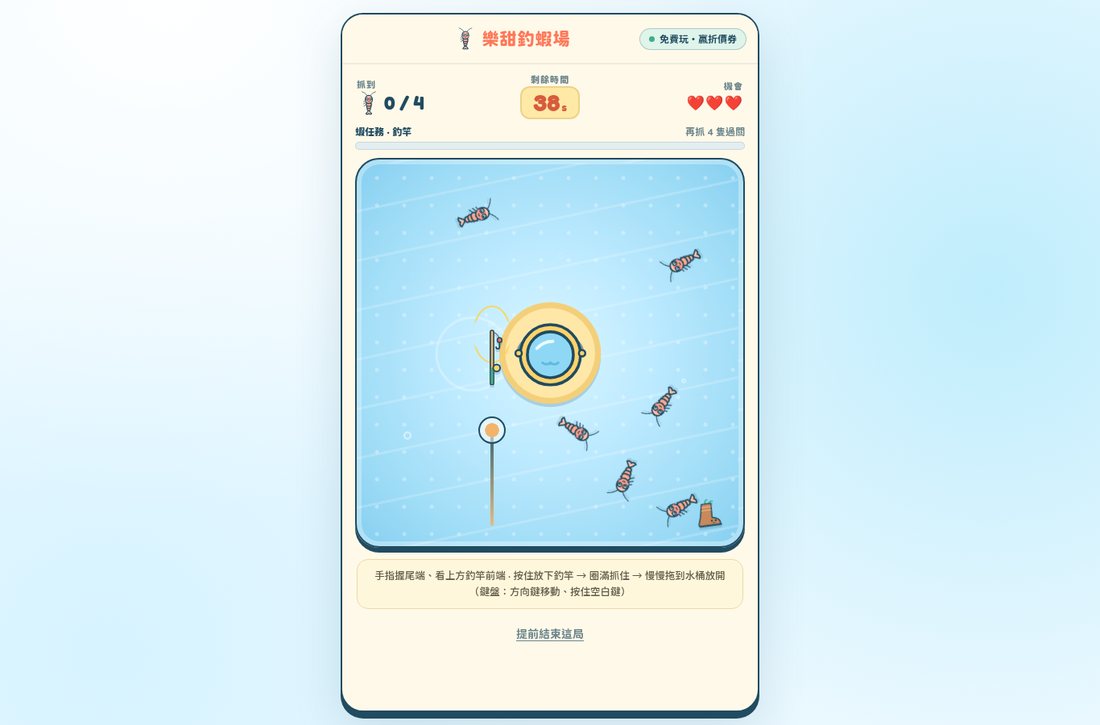 樂甜釣蝦場
免費玩・贏折價券
抓到
0 / 4
剩餘時間
38s
機會
蝦任務 · 釣竿
再抓 4 隻過關
手指握尾端、看上方釣竿前端 · 按住放下釣竿 → 圈滿抓住 → 慢慢拖到水桶放開
（鍵盤：方向鍵移動、按住空白鍵）
提前結束這局